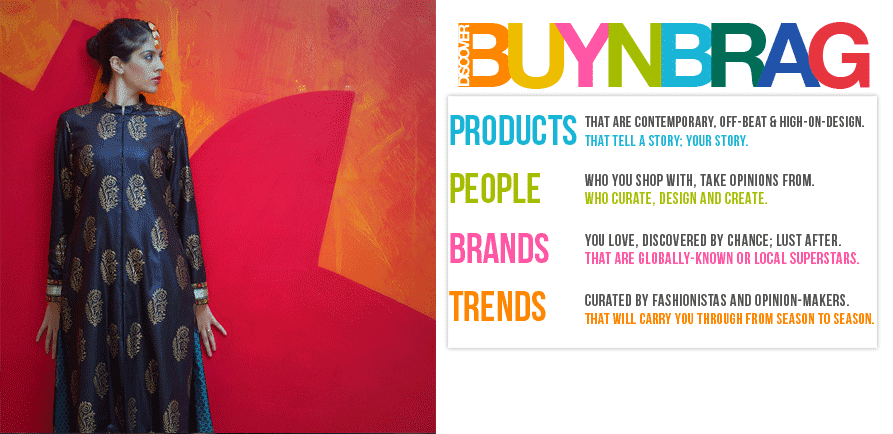 DISCOVER
BUYNBRAG
PRODUCTS
THAT ARE CONTEMPORARY, OFF-BEAT & HIGH-ON-DESIGN.
THAT TELL A STORY: YOUR STORY.
PEOPLE
WHO YOU SHOP WITH, TAKE OPINIONS FROM.
WHO CURATE, DESIGN AND CREATE.
BRANDS
YOU LOVE, DISCOVERED BY CHANCE; LUST AFTER.
THAT ARE GLOBALLY-KNOWN OR LOCAL SUPERSTARS.
TRENDS
CURATED BY FASHIONISTAS AND OPINION-MAKERS.
THAT WILL CARRY YOU THROUGH FROM SEASON TO SEASON.